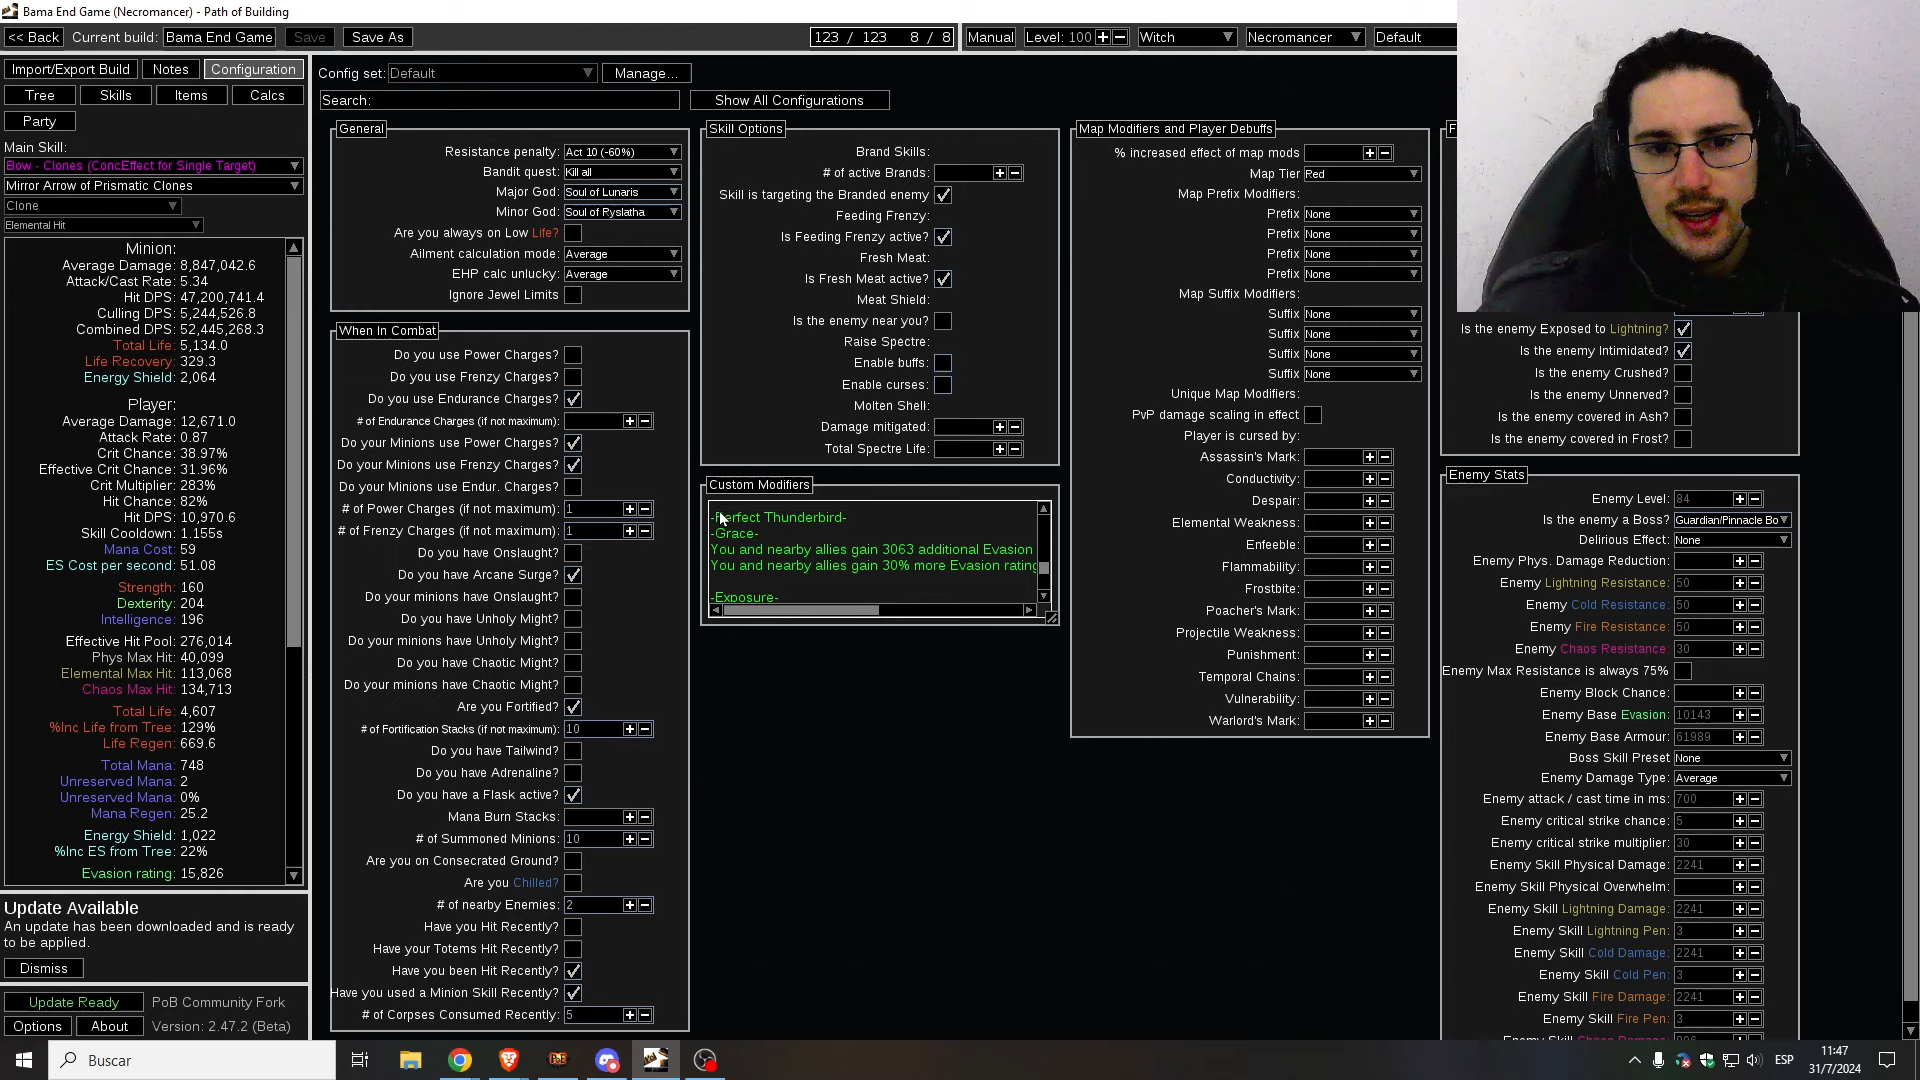 Bama End Game (Necromancer) - Path of Building
<< Back
Current build: Bama End Game
Save
Save As
123 / 123 8 / 8
Manual
Level: 100 + −
Witch
Necromancer
Default
Import/Export Build
Notes
Configuration
Tree
Skills
Items
Calcs
Party
Main Skill:
Bow - Clones (ConcEffect for Single Target)
Mirror Arrow of Prismatic Clones
Clone
Elemental Hit
Minion:
Average Damage: 8,847,042.6
Attack/Cast Rate: 5.34
Hit DPS: 47,200,741.4
Culling DPS: 5,244,526.8
Combined DPS: 52,445,268.3
Total Life: 5,134.0
Life Recovery: 329.3
Energy Shield: 2,064
Player:
Average Damage: 12,671.0
Attack Rate: 0.87
Crit Chance: 38.97%
Effective Crit Chance: 31.96%
Crit Multiplier: 283%
Hit Chance: 82%
Hit DPS: 10,970.6
Skill Cooldown: 1.155s
Mana Cost: 59
ES Cost per second: 51.08
Strength: 160
Dexterity: 204
Intelligence: 196
Effective Hit Pool: 276,014
Phys Max Hit: 40,099
Elemental Max Hit: 113,068
Chaos Max Hit: 134,713
Total Life: 4,607
%Inc Life from Tree: 129%
Life Regen: 669.6
Total Mana: 748
Unreserved Mana: 2
Unreserved Mana: 0%
Mana Regen: 25.2
Energy Shield: 1,022
%Inc ES from Tree: 22%
Evasion rating: 15,826
Update Available
An update has been downloaded and is ready
to be applied.
Dismiss
Update Ready
PoB Community Fork
Options
About
Version: 2.47.2 (Beta)
Config set: Default
Manage...
Search:
Show All Configurations
General
Resistance penalty: Act 10 (-60%)
Bandit quest: Kill all
Major God: Soul of Lunaris
Minor God: Soul of Ryslatha
Are you always on Low Life?
Ailment calculation mode: Average
EHP calc unlucky: Average
Ignore Jewel Limits
When In Combat
Do you use Power Charges?
Do you use Frenzy Charges?
Do you use Endurance Charges?
# of Endurance Charges (if not maximum):
Do your Minions use Power Charges?
Do your Minions use Frenzy Charges?
Do your Minions use Endur. Charges?
# of Power Charges (if not maximum): 1
# of Frenzy Charges (if not maximum): 1
Do you have Onslaught?
Do you have Arcane Surge?
Do you minions have Onslaught?
Do you have Unholy Might?
Do your minions have Unholy Might?
Do you have Chaotic Might?
Do your minions have Chaotic Might?
Are you Fortified?
# of Fortification Stacks (if not maximum): 10
Do you have Tailwind?
Do you have Adrenaline?
Do you have a Flask active?
Mana Burn Stacks:
# of Summoned Minions: 10
Are you on Consecrated Ground?
Are you Chilled?
# of nearby Enemies: 2
Have you Hit Recently?
Have your Totems Hit Recently?
Have you been Hit Recently?
Have you used a Minion Skill Recently?
# of Corpses Consumed Recently: 5
Skill Options
Brand Skills:
# of active Brands:
Skill is targeting the Branded enemy
Feeding Frenzy:
Is Feeding Frenzy active?
Fresh Meat:
Is Fresh Meat active?
Meat Shield:
Is the enemy near you?
Raise Spectre:
Enable buffs:
Enable curses:
Molten Shell:
Damage mitigated:
Total Spectre Life:
Custom Modifiers
-Perfect Thunderbird-
-Grace-
You and nearby allies gain 3063 additional Evasion
You and nearby allies gain 30% more Evasion rating
-Exposure-
Map Modifiers and Player Debuffs
% increased effect of map mods
Map Tier Red
Map Prefix Modifiers:
Prefix None
Prefix None
Prefix None
Prefix None
Map Suffix Modifiers:
Suffix None
Suffix None
Suffix None
Suffix None
Unique Map Modifiers:
PvP damage scaling in effect
Player is cursed by:
Assassin's Mark:
Conductivity:
Despair:
Elemental Weakness:
Enfeeble:
Flammability:
Frostbite:
Poacher's Mark:
Projectile Weakness:
Punishment:
Temporal Chains:
Vulnerability:
Warlord's Mark:
Is the enemy Exposed to Lightning?
Is the enemy Intimidated?
Is the enemy Crushed?
Is the enemy Unnerved?
Is the enemy covered in Ash?
Is the enemy covered in Frost?
Enemy Stats
Enemy Level: 84
Is the enemy a Boss? Guardian/Pinnacle Bo
Delirious Effect: None
Enemy Phys. Damage Reduction:
Enemy Lightning Resistance: 50
Enemy Cold Resistance: 50
Enemy Fire Resistance: 50
Enemy Chaos Resistance: 30
Enemy Max Resistance is always 75%
Enemy Block Chance:
Enemy Base Evasion: 10143
Enemy Base Armour: 61989
Boss Skill Preset None
Enemy Damage Type: Average
Enemy attack / cast time in ms: 700
Enemy critical strike chance: 5
Enemy critical strike multiplier: 30
Enemy Skill Physical Damage: 2241
Enemy Skill Physical Overwhelm:
Enemy Skill Lightning Damage: 2241
Enemy Skill Lightning Pen: 3
Enemy Skill Cold Damage: 2241
Enemy Skill Cold Pen: 3
Enemy Skill Fire Damage: 2241
Enemy Skill Fire Pen: 3
Buscar
ESP
11:47
31/7/2024